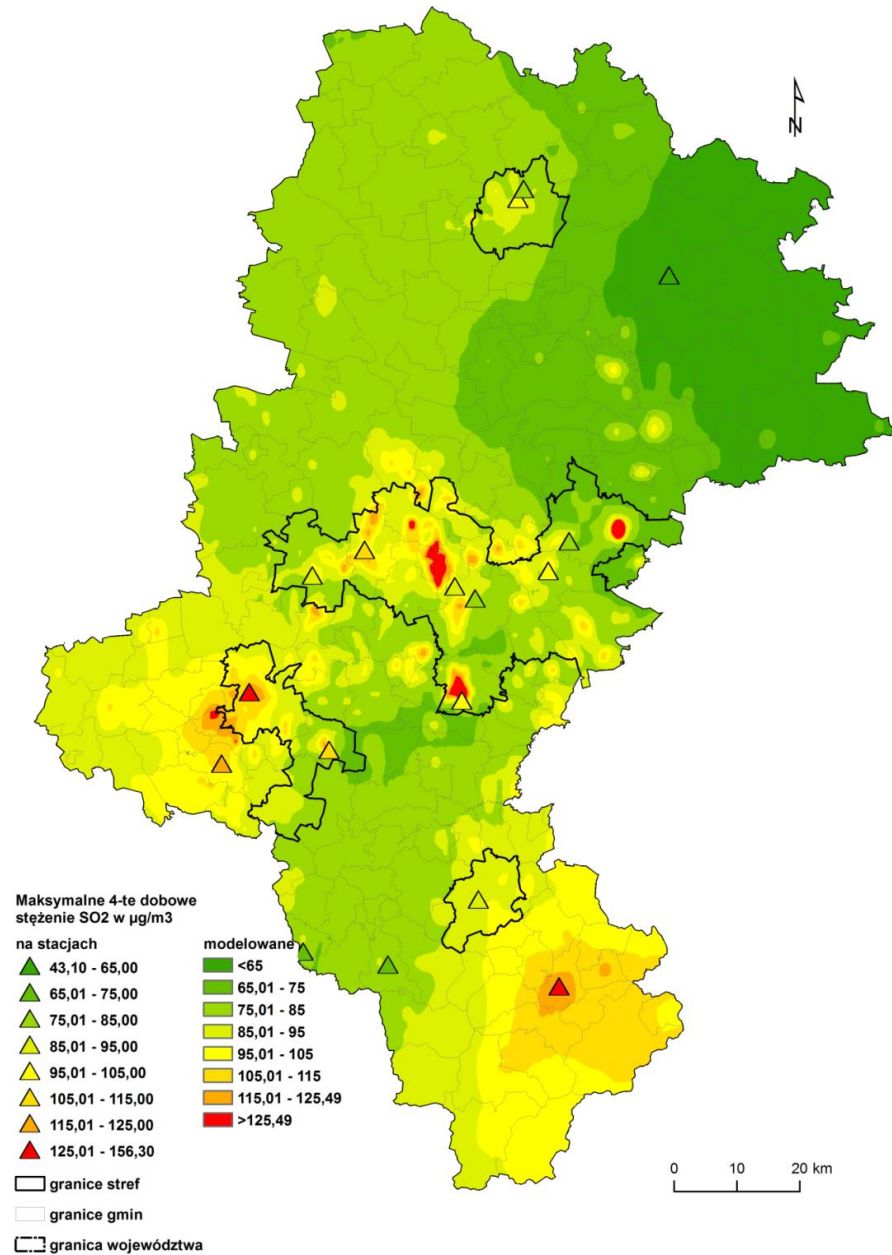 N
Maksymalne 4-te dobowe
stężenie SO2 w µg/m3
na stacjach
43,10 - 65,00
65,01 - 75,00
75,01 - 85,00
85,01 - 95,00
95,01 - 105,00
105,01 - 115,00
115,01 - 125,00
125,01 - 156,30
granice stref
granice gmin
granica województwa
modelowane
<65
65,01 - 75
75,01 - 85
85,01 - 95
95,01 - 105
105,01 - 115
115,01 - 125,49
>125,49
0 10 20 km